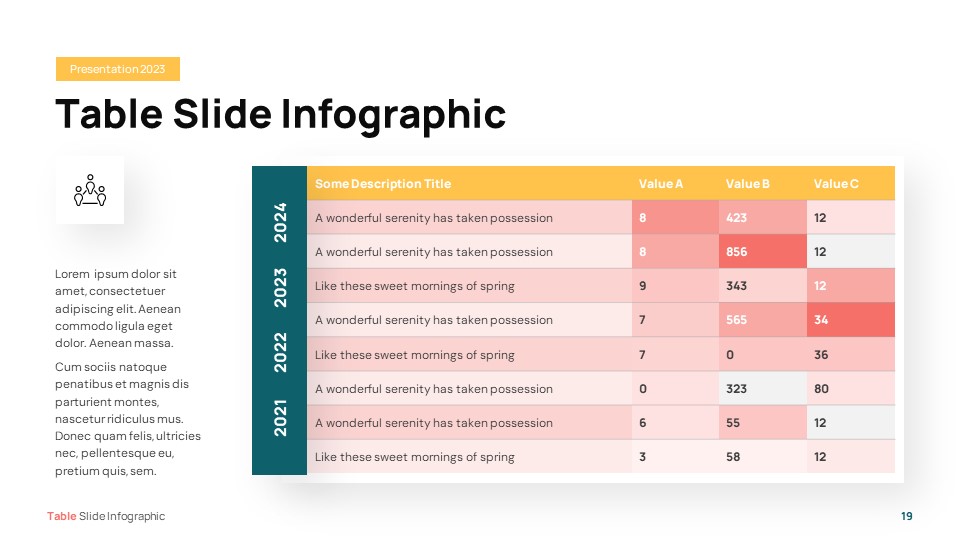 Presentation 2023
Table Slide Infographic
Lorem ipsum dolor sit
amet, consectetuer
adipiscing elit. Aenean
commodo ligula eget
dolor. Aenean massa.
Cum sociis natoque
penatibus et magnis dis
parturient montes,
nascetur ridiculus mus.
Donec quam felis, ultricies
nec, pellentesque eu,
pretium quis, sem.
2024
2023
2022
2021
Some Description Title Value A Value B Value C
A wonderful serenity has taken possession 8 423 12
A wonderful serenity has taken possession 8 856 12
Like these sweet mornings of spring 9 343 12
A wonderful serenity has taken possession 7 565 34
Like these sweet mornings of spring 7 0 36
A wonderful serenity has taken possession 0 323 80
A wonderful serenity has taken possession 6 55 12
Like these sweet mornings of spring 3 58 12
Table Slide Infographic
19